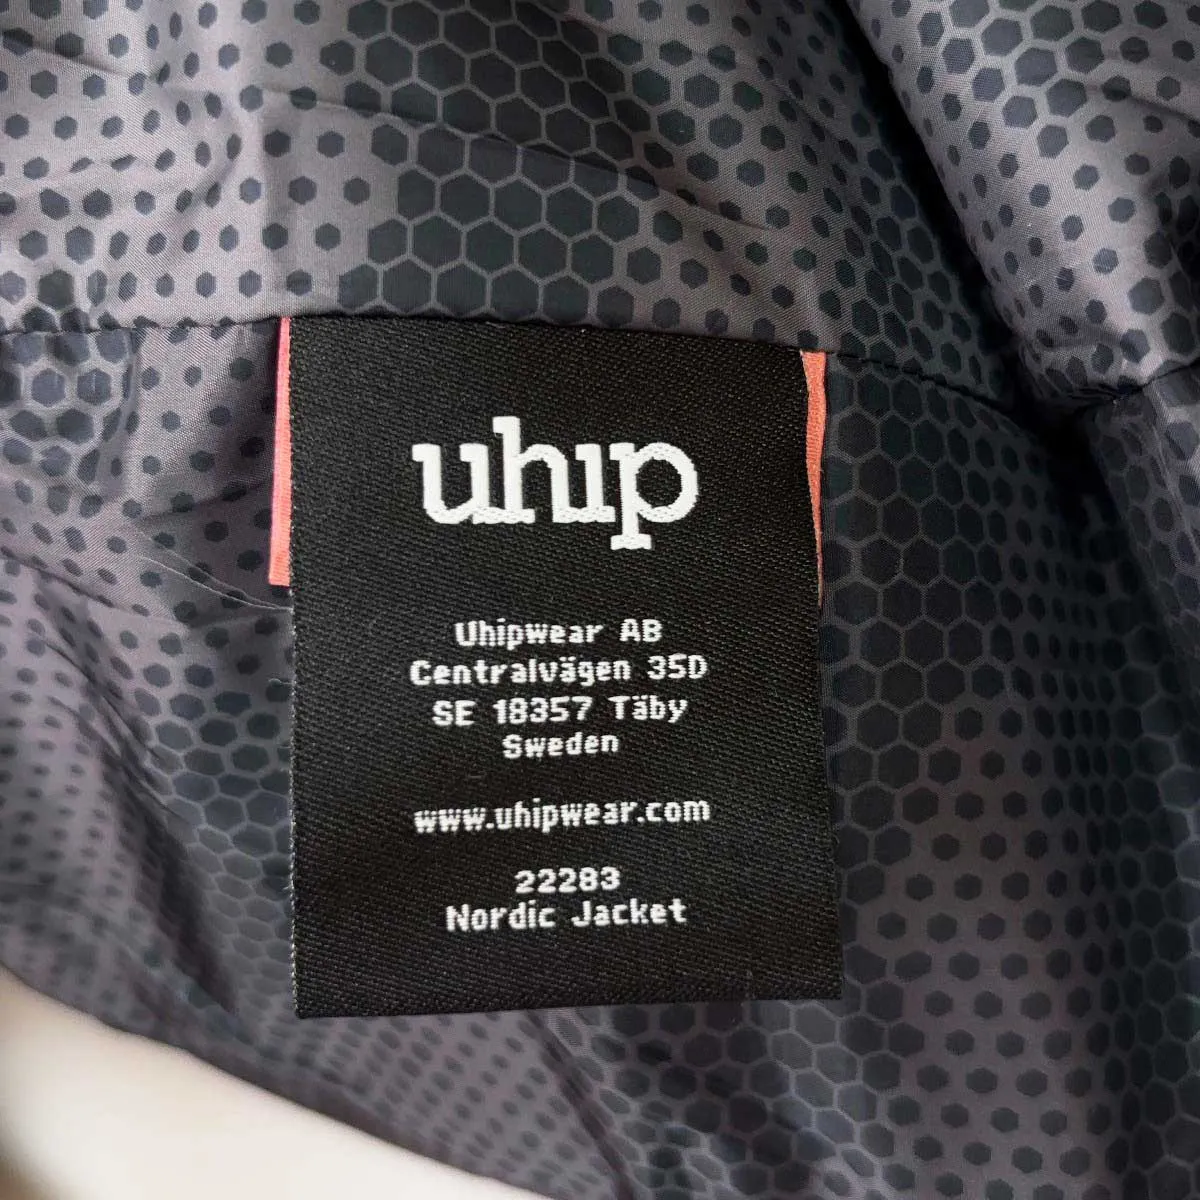 uhip
Uhipwear AB
Centralvägen 35D
SE 18357 Täby
Sweden
www.uhipwear.com
22283
Nordic Jacket